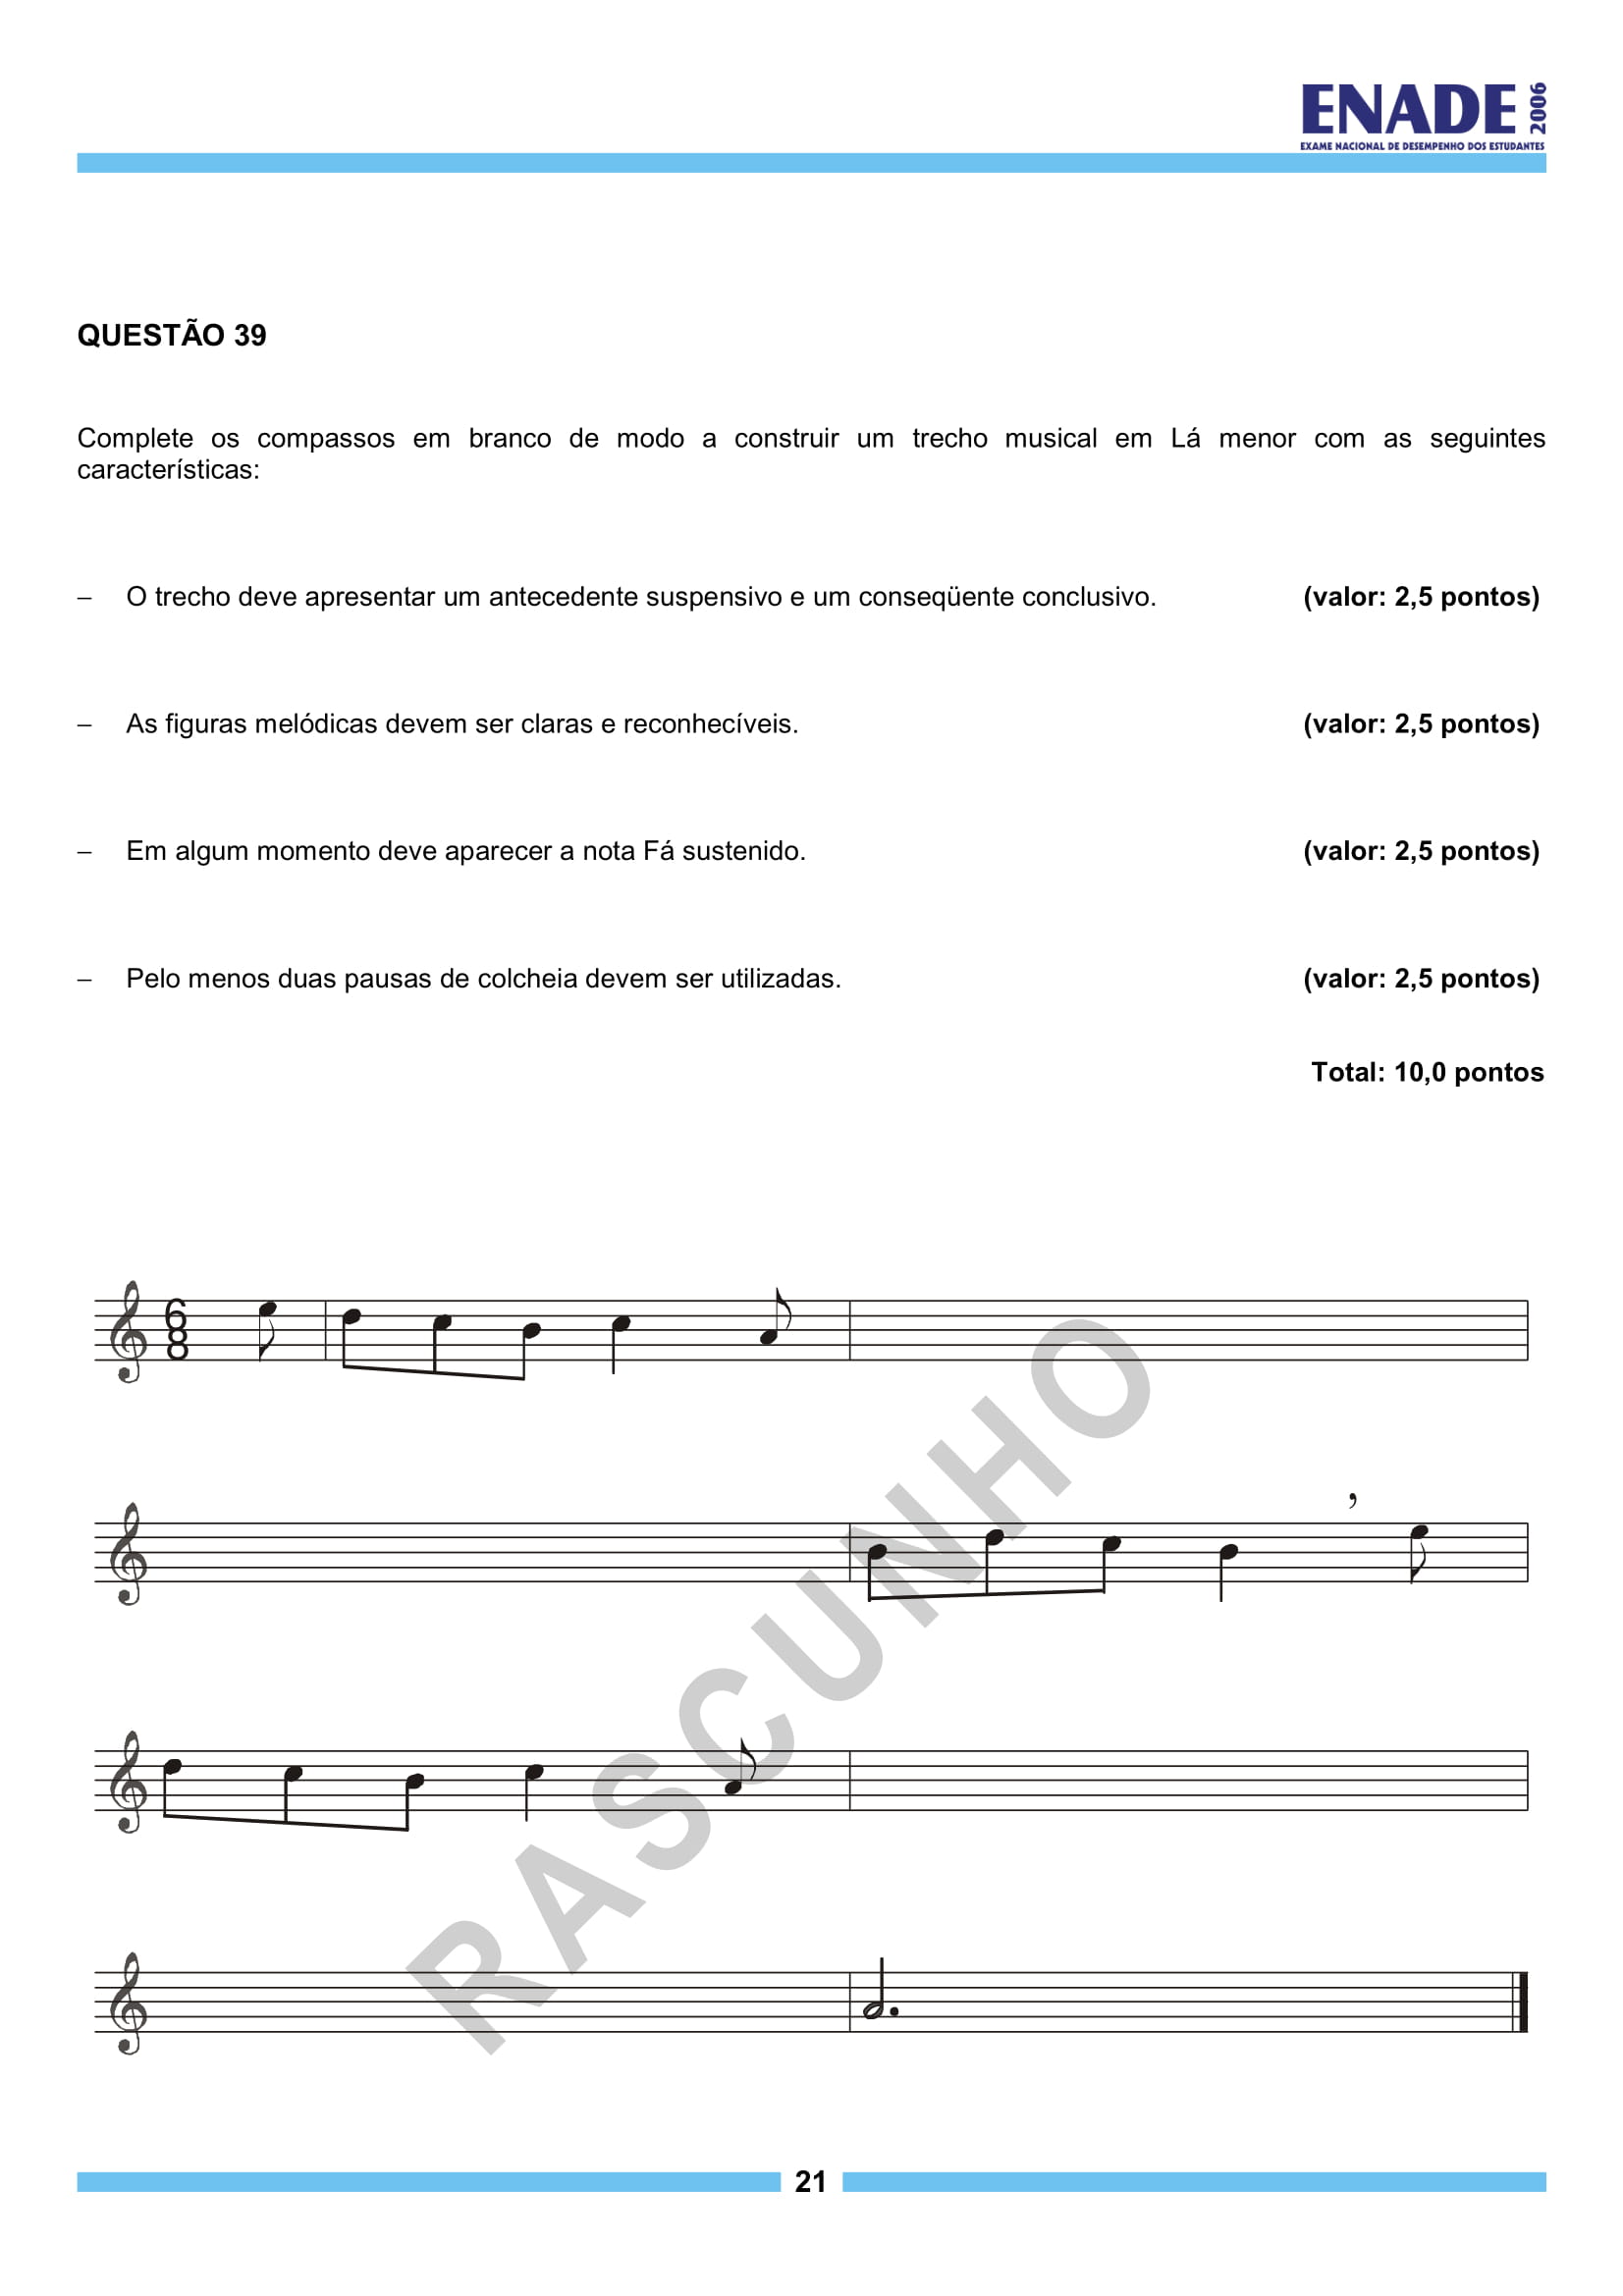 ENADE 2006
EXAME NACIONAL DE DESEMPENHO DOS ESTUDANTES
QUESTÃO 39
Complete os compassos em branco de modo a construir um trecho musical em Lá menor com as seguintes
características:
– O trecho deve apresentar um antecedente suspensivo e um conseqüente conclusivo. (valor: 2,5 pontos)
– As figuras melódicas devem ser claras e reconhecíveis. (valor: 2,5 pontos)
– Em algum momento deve aparecer a nota Fá sustenido. (valor: 2,5 pontos)
– Pelo menos duas pausas de colcheia devem ser utilizadas. (valor: 2,5 pontos)
Total: 10,0 pontos
6
8
RASCUNHO
21